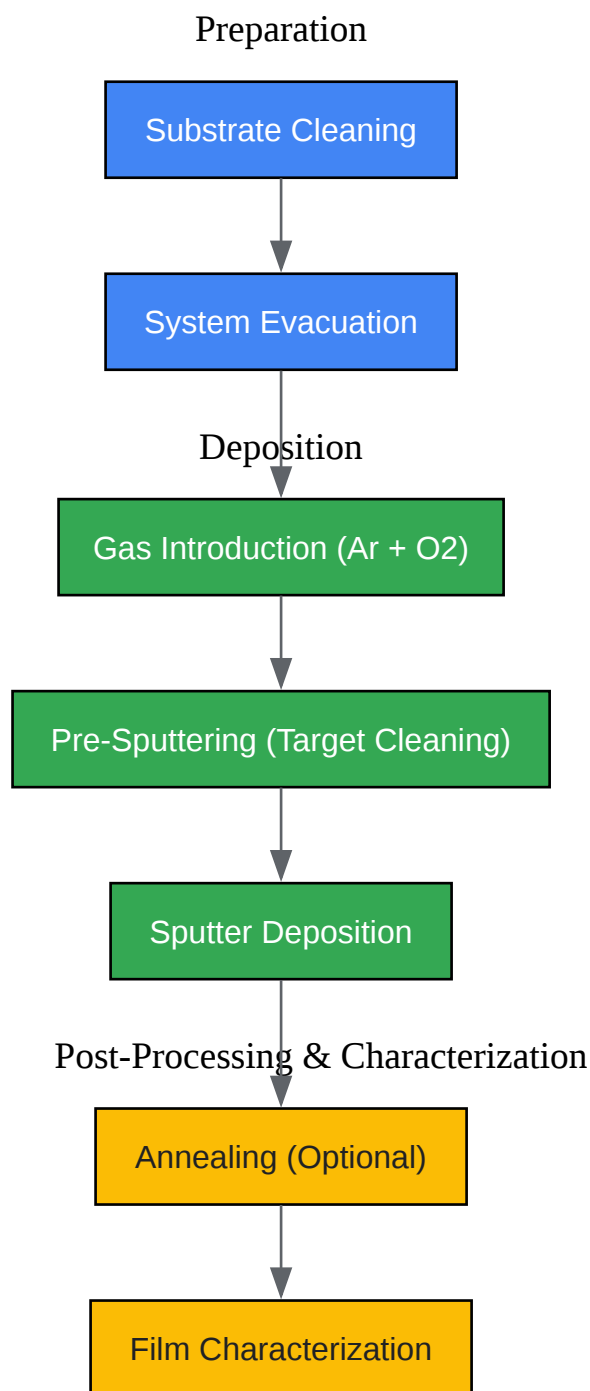 Preparation
Substrate Cleaning
System Evacuation
Deposition
Gas Introduction (Ar + O2)
Pre-Sputtering (Target Cleaning)
Sputter Deposition
Post-Processing & Characterization
Annealing (Optional)
Film Characterization